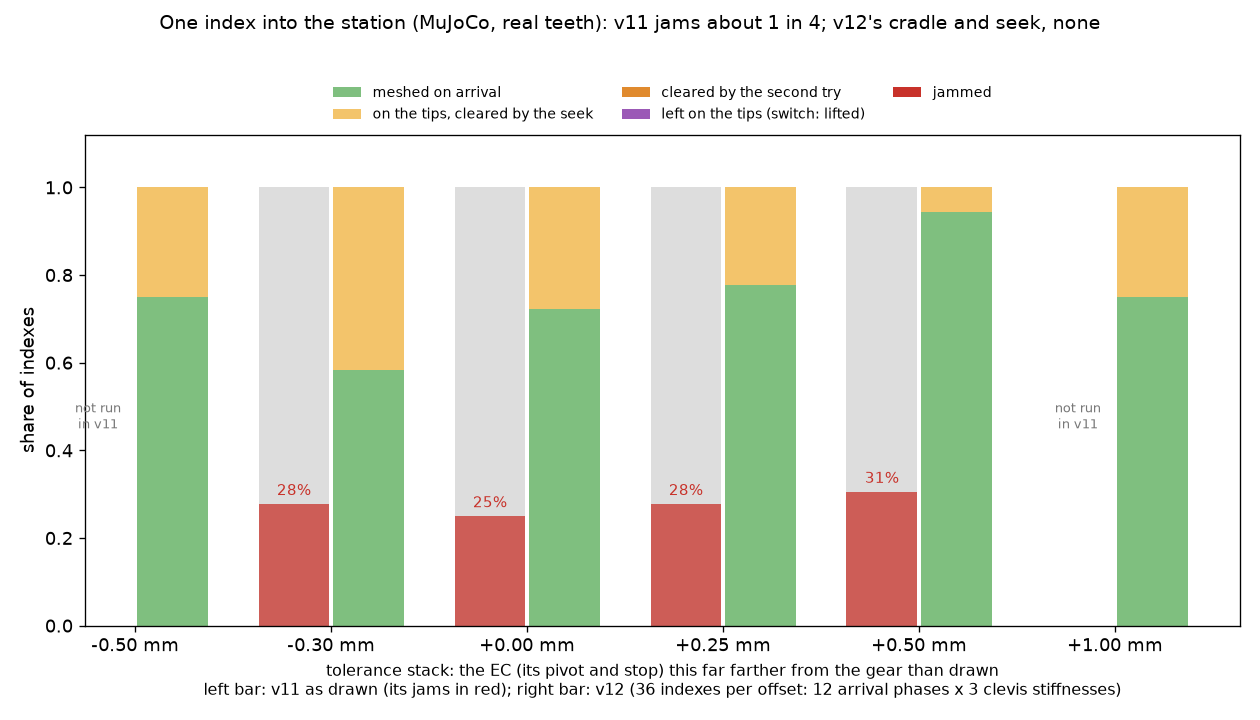 One index into the station (MuJoCo, real teeth): v11 jams about 1 in 4; v12's cradle and seek, none
meshed on arrival
on the tips, cleared by the seek
cleared by the second try
left on the tips (switch: lifted)
jammed
share of indexes
1.0
0.8
0.6
0.4
0.2
0.0
not run
in v11
28%
25%
28%
31%
not run
in v11
-0.50 mm
-0.30 mm
+0.00 mm
+0.25 mm
+0.50 mm
+1.00 mm
tolerance stack: the EC (its pivot and stop) this far farther from the gear than drawn
left bar: v11 as drawn (its jams in red); right bar: v12 (36 indexes per offset: 12 arrival phases x 3 clevis stiffnesses)